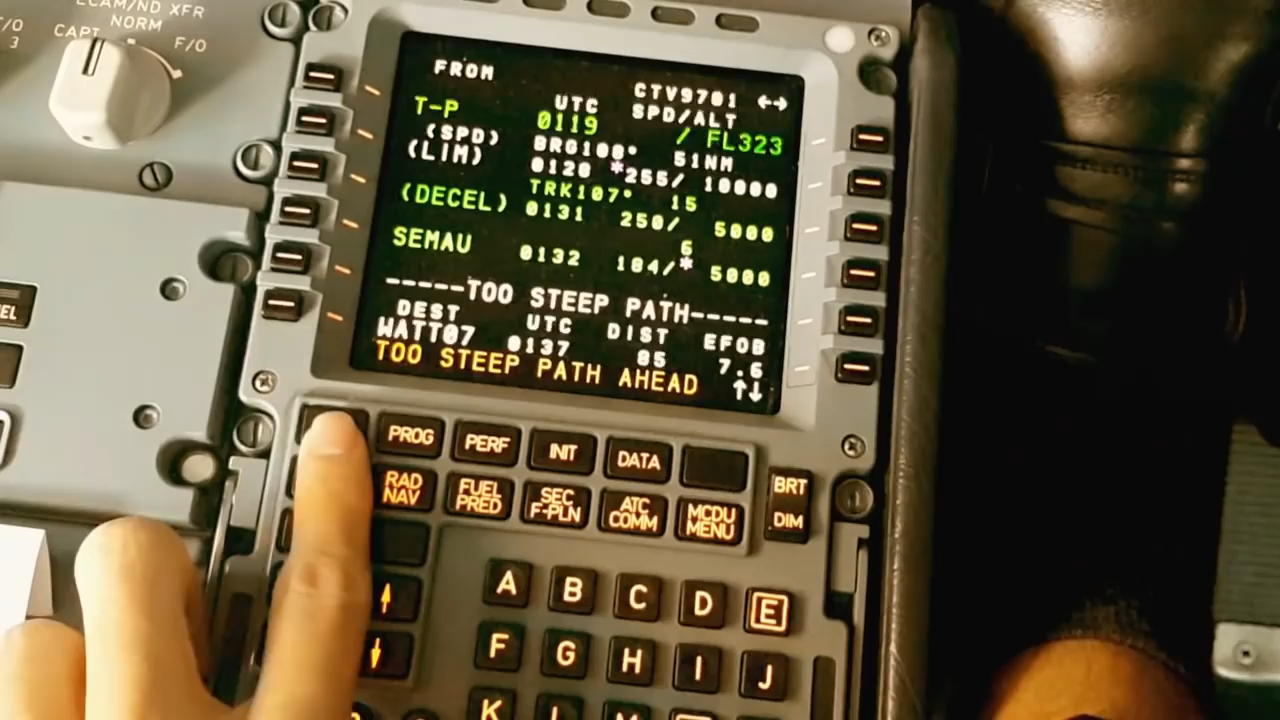 ECAM/ND XFR
NORM
CAPT
F/O
F/O
3
FROM
CTV9701 ←→
UTC SPD/ALT
T-P 0119 / FL323
(SPD) BRG108° 51NM
(LIM) 0128 *255/ 10000
TRK107° 15
(DECEL) 0131 250/ 5000
6
SEMAU 0132 184/* 5000
-----TOO STEEP PATH-----
DEST UTC DIST EFOB
WATT07 0137 85 7.6
TOO STEEP PATH AHEAD ↑↓
PROG PERF INIT DATA
RAD NAV
FUEL PRED
SEC F-PLN
ATC COMM
MCDU MENU
BRT
DIM
↑
↓
A B C D E
F G H I J
K